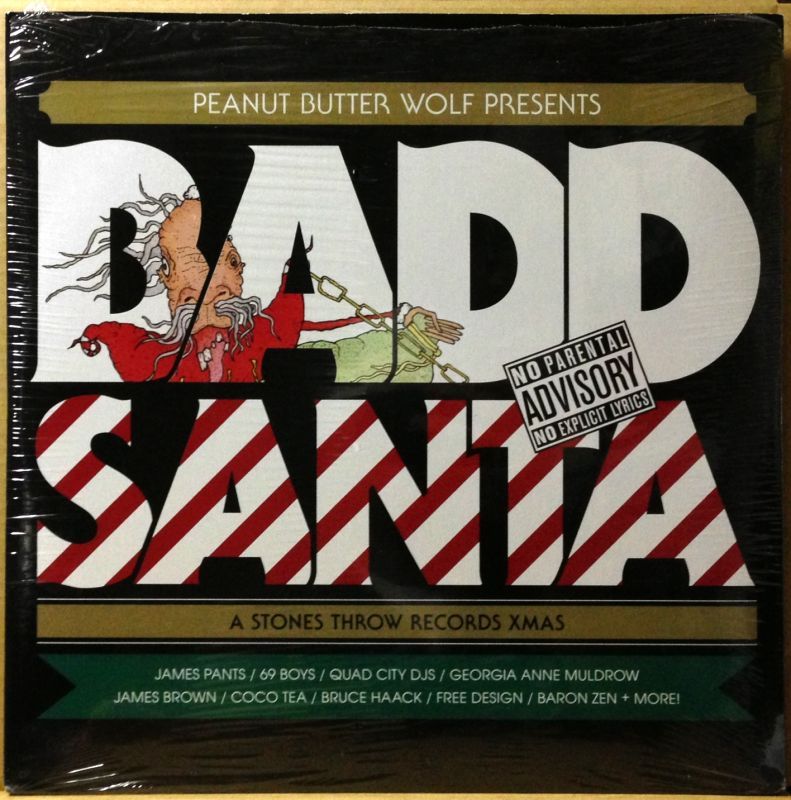 PEANUT BUTTER WOLF PRESENTS
BADD
NO PARENTAL
ADVISORY
NO EXPLICIT LYRICS
SANTA
A STONES THROW RECORDS XMAS
JAMES PANTS / 69 BOYS / QUAD CITY DJS / GEORGIA ANNE MULDROW
JAMES BROWN / COCO TEA / BRUCE HAACK / FREE DESIGN / BARON ZEN + MORE!